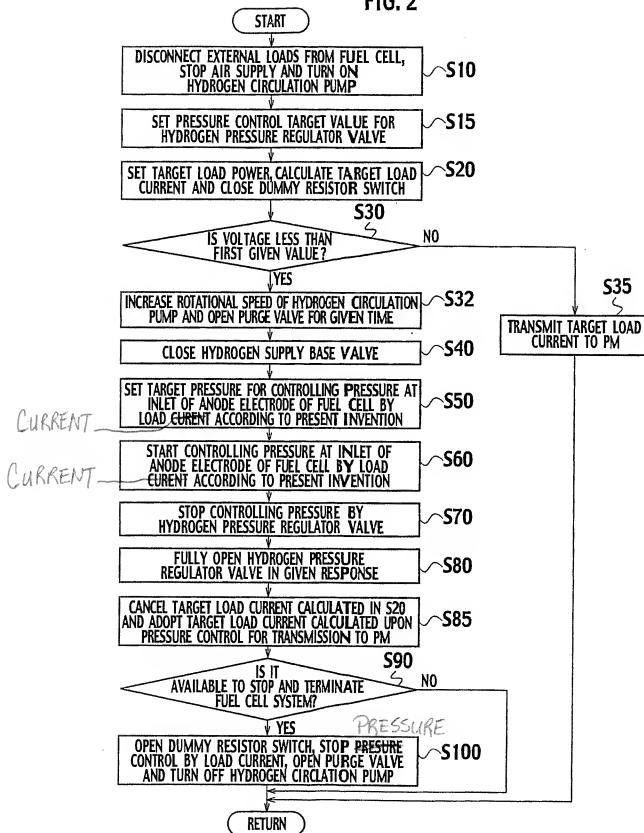 FIG. 2
START
DISCONNECT EXTERNAL LOADS FROM FUEL CELL,
STOP AIR SUPPLY AND TURN ON
HYDROGEN CIRCULATION PUMP
S10
SET PRESSURE CONTROL TARGET VALUE FOR
HYDROGEN PRESSURE REGULATOR VALVE
S15
SET TARGET LOAD POWER, CALCULATE TARGET LOAD
CURRENT AND CLOSE DUMMY RESISTOR SWITCH
S20
S30
IS VOLTAGE LESS THAN
FIRST GIVEN VALUE?
NO
YES
INCREASE ROTATIONAL SPEED OF HYDROGEN CIRCULATION
PUMP AND OPEN PURGE VALVE FOR GIVEN TIME
S32
S35
TRANSMIT TARGET LOAD
CURRENT TO PM
CLOSE HYDROGEN SUPPLY BASE VALVE
S40
SET TARGET PRESSURE FOR CONTROLLING PRESSURE AT
INLET OF ANODE ELECTRODE OF FUEL CELL BY
LOAD CURENT ACCORDING TO PRESENT INVENTION
S50
CURRENT
START CONTROLLING PRESSURE AT INLET OF
ANODE ELECTRODE OF FUEL CELL BY LOAD
CURENT ACCORDING TO PRESENT INVENTION
S60
CURRENT
STOP CONTROLLING PRESSURE BY
HYDROGEN PRESSURE REGULATOR VALVE
S70
FULLY OPEN HYDROGEN PRESSURE
REGULATOR VALVE IN GIVEN RESPONSE
S80
CANCEL TARGET LOAD CURRENT CALCULATED IN S20
AND ADOPT TARGET LOAD CURRENT CALCULATED UPON
PRESSURE CONTROL FOR TRANSMISSION TO PM
S85
S90
IS IT
AVAILABLE TO STOP AND TERMINATE
FUEL CELL SYSTEM?
NO
YES
PRESSURE
OPEN DUMMY RESISTOR SWITCH, STOP PRESURE
CONTROL BY LOAD CURRENT, OPEN PURGE VALVE
AND TURN OFF HYDROGEN CIRCLATION PUMP
S100
RETURN